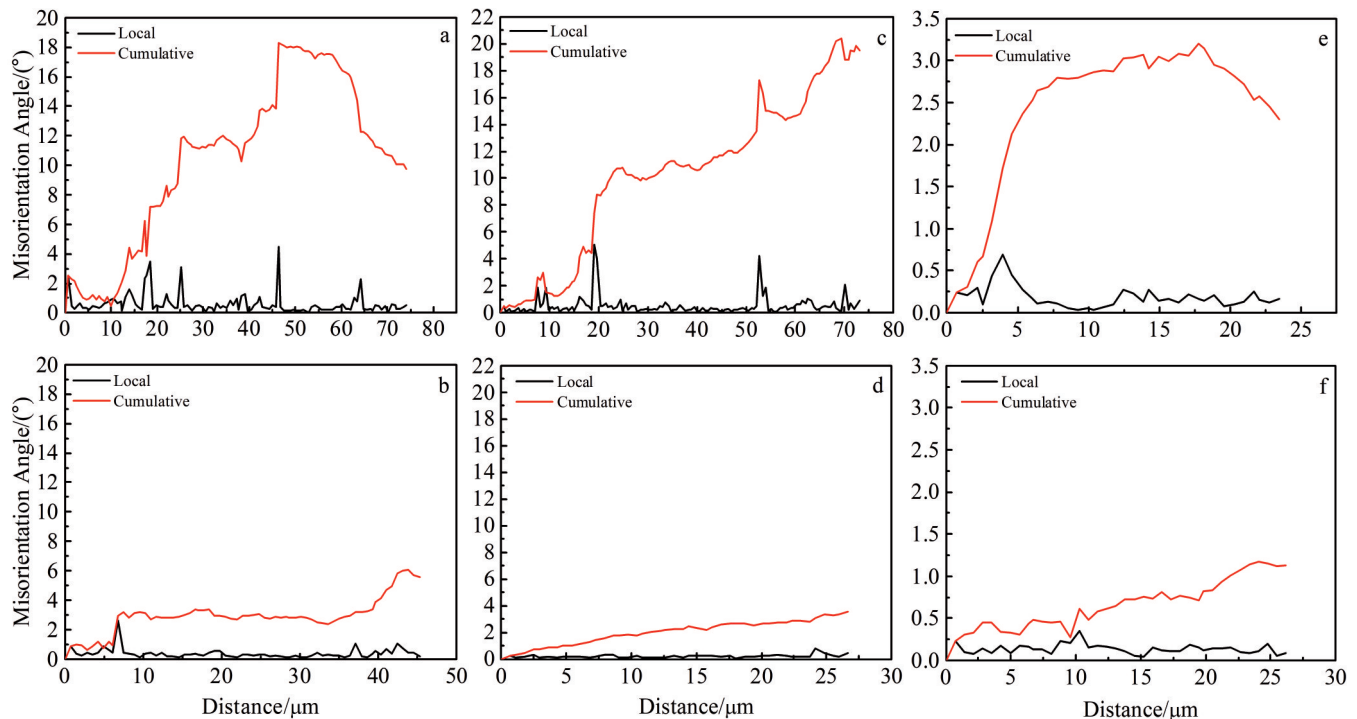 Misorientation Angle/(°)
20
18
16
14
12
10
8
6
4
2
0
Local
Cumulative
a
0 10 20 30 40 50 60 70 80
22
20
18
16
14
12
10
8
6
4
2
0
Local
Cumulative
c
0 10 20 30 40 50 60 70 80
3.5
3.0
2.5
2.0
1.5
1.0
0.5
0.0
Local
Cumulative
e
0 5 10 15 20 25
Misorientation Angle/(°)
20
18
16
14
12
10
8
6
4
2
0
Local
Cumulative
b
0 10 20 30 40 50
Distance/μm
22
20
18
16
14
12
10
8
6
4
2
0
Local
Cumulative
d
0 5 10 15 20 25 30
Distance/μm
3.5
3.0
2.5
2.0
1.5
1.0
0.5
0.0
Local
Cumulative
f
0 5 10 15 20 25 30
Distance/μm